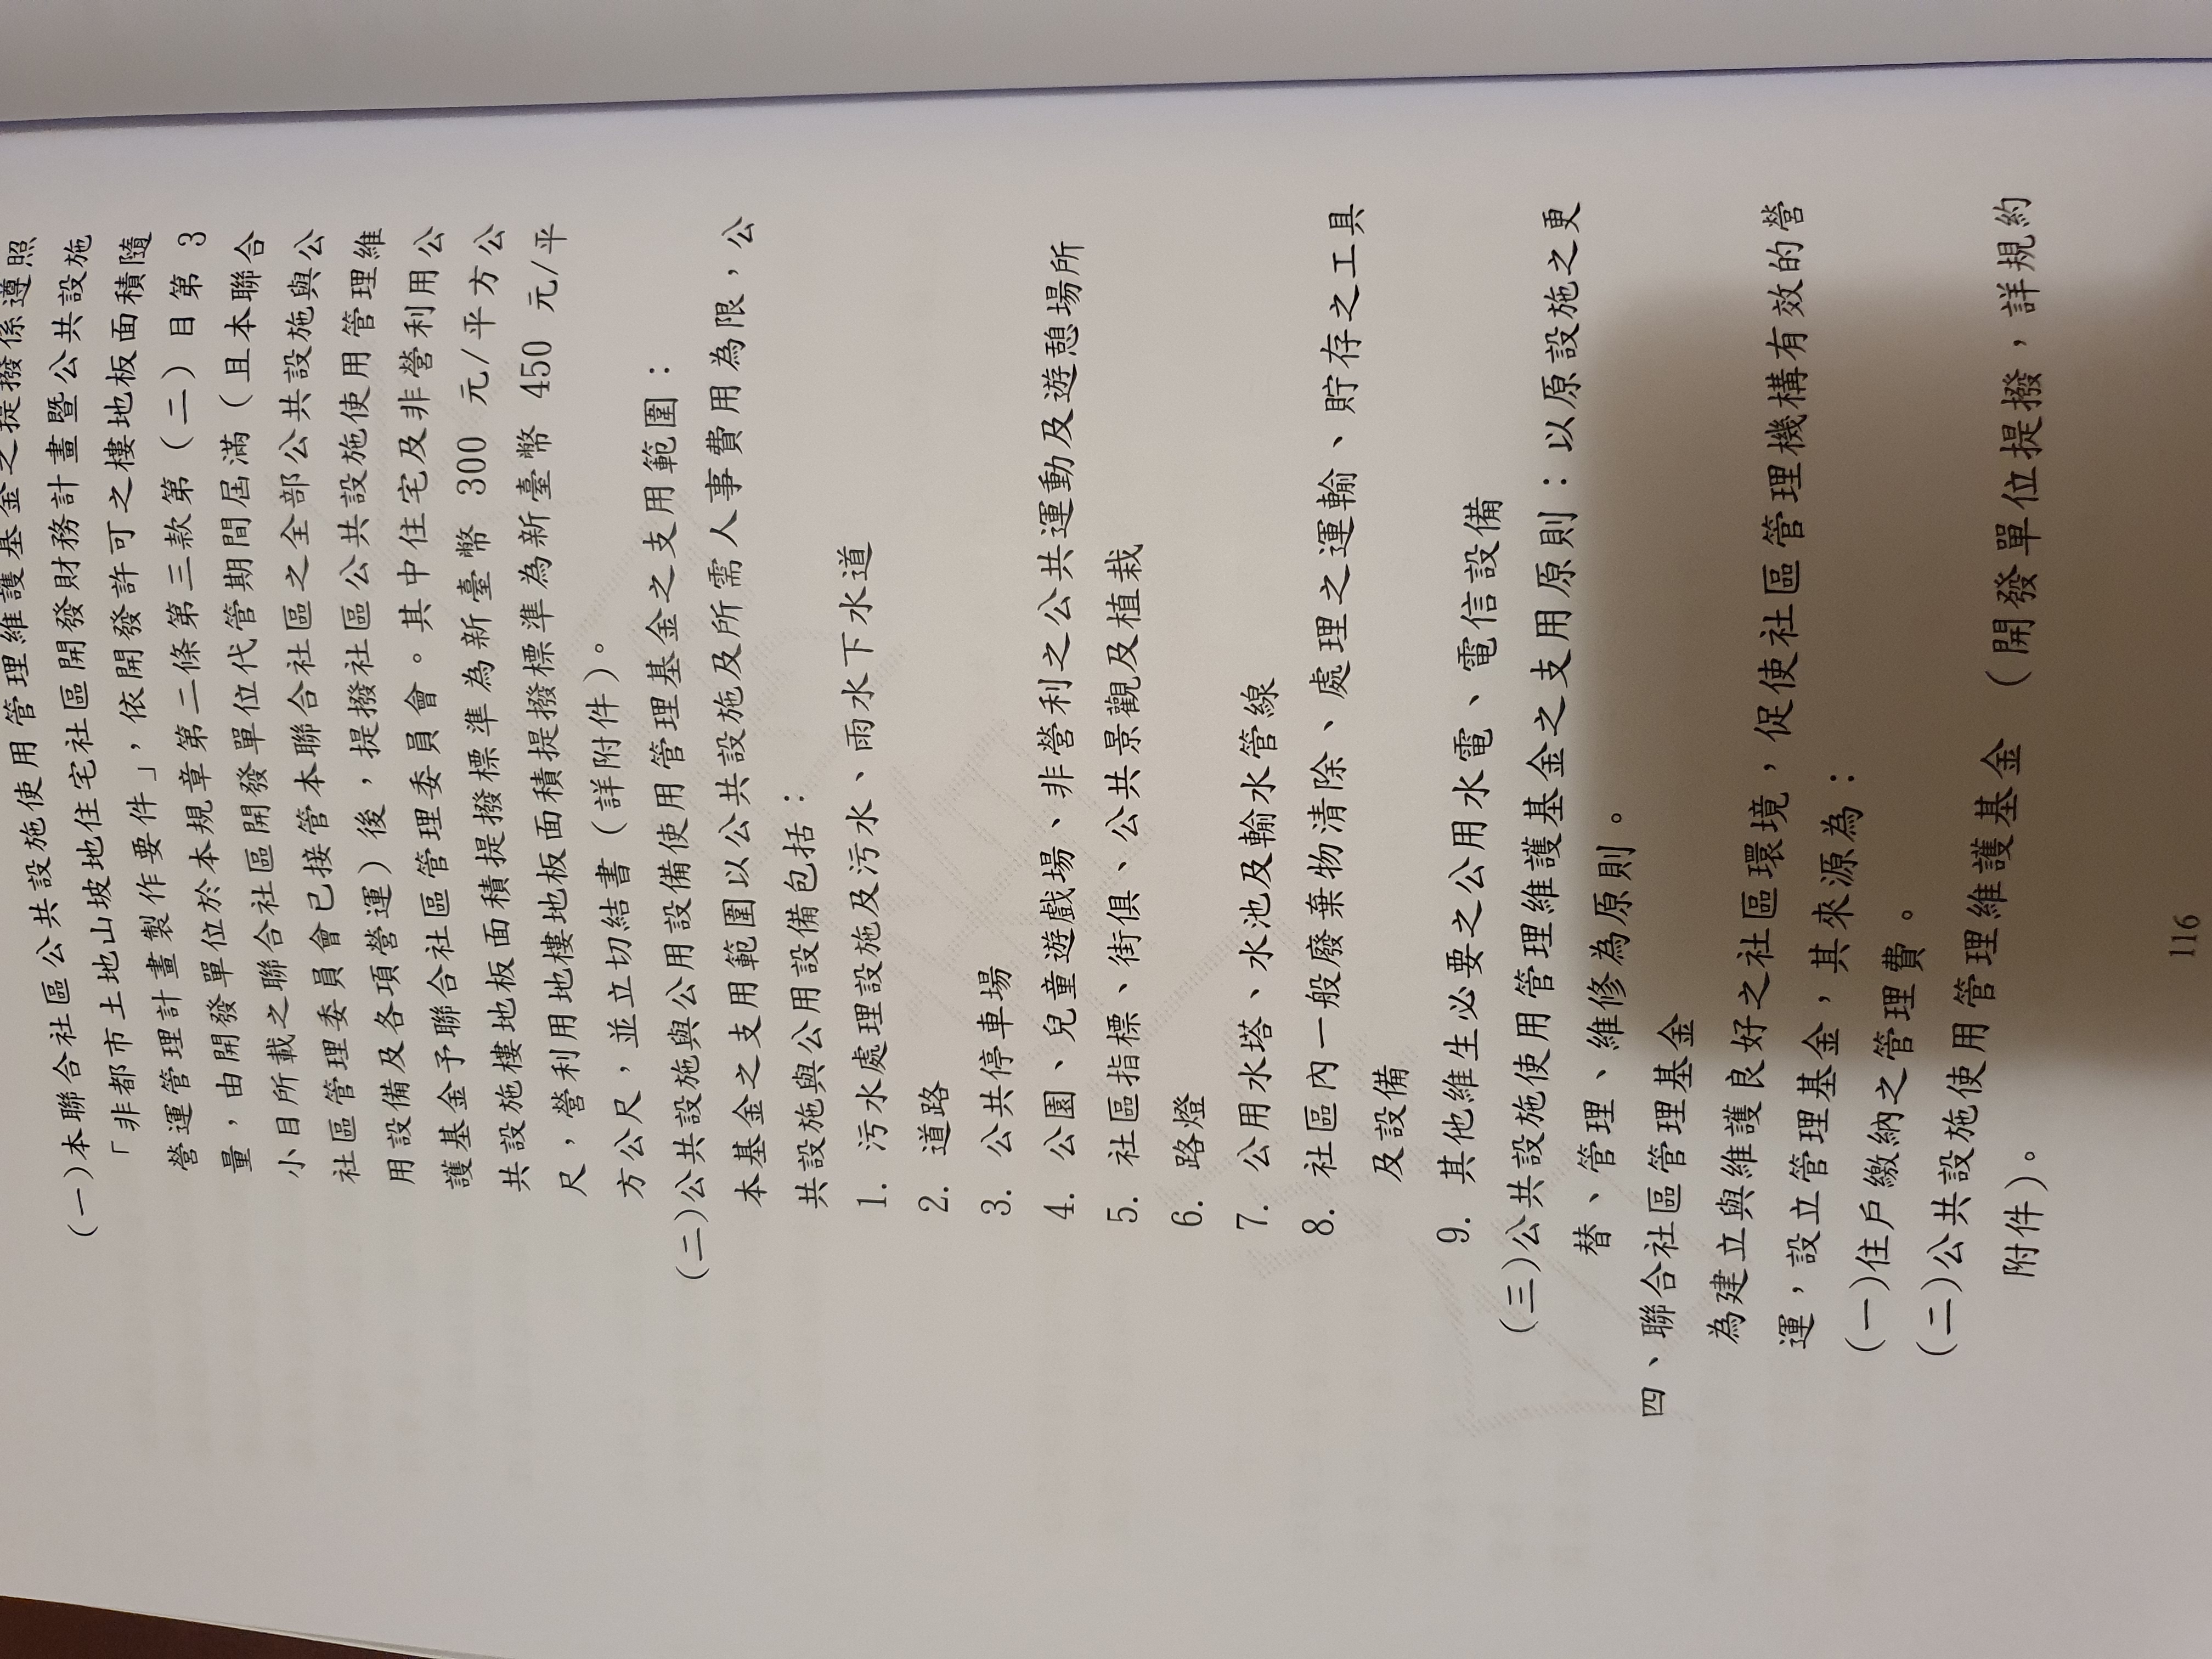 (一)本聯合社區公共設施使用管理維護基金之提撥係遵照
「非都市土地山坡地住宅社區開發財務計畫暨公共設施
營運管理計畫製作要件」，依開發許可之樓地板面積隨
量，由開發單位於本規章第二條第三款第（二）目第 3
小目所載之聯合社區開發單位代管期間屆滿（且本聯合
社區管理委員會已接管本聯合社區之全部公共設施與公
用設備及各項營運）後，提撥社區公共設施使用管理維
護基金予聯合社區管理委員會。其中住宅及非營利用公
共設施樓地板面積提撥標準為新臺幣 300 元/平方公
尺，營利用地樓地板面積提撥標準為新臺幣 450 元/平
方公尺，並立切結書（詳附件）。
(二)公共設施與公用設備使用管理基金之支用範圍：
本基金之支用範圍以公共設施及所需人事費用為限，公
共設施與公用設備包括：
1. 污水處理設施及污水、雨水下水道
2. 道路
3. 公共停車場
4. 公園、兒童遊戲場、非營利之公共運動及遊憩場所
5. 社區指標、街俱、公共景觀及植栽
6. 路燈
7. 公用水塔、水池及輸水管線
8. 社區內一般廢棄物清除、處理之運輸、貯存之工具
及設備
9. 其他維生必要之公用水電、電信設備
(三)公共設施使用管理維護基金之支用原則：以原設施之更
替、管理、維修為原則。
四、聯合社區管理基金
為建立與維護良好之社區環境，促使社區管理機構有效的營
運，設立管理基金，其來源為：
(一)住戶繳納之管理費。
(二)公共設施使用管理維護基金 （開發單位提撥，詳規約
附件）。
116